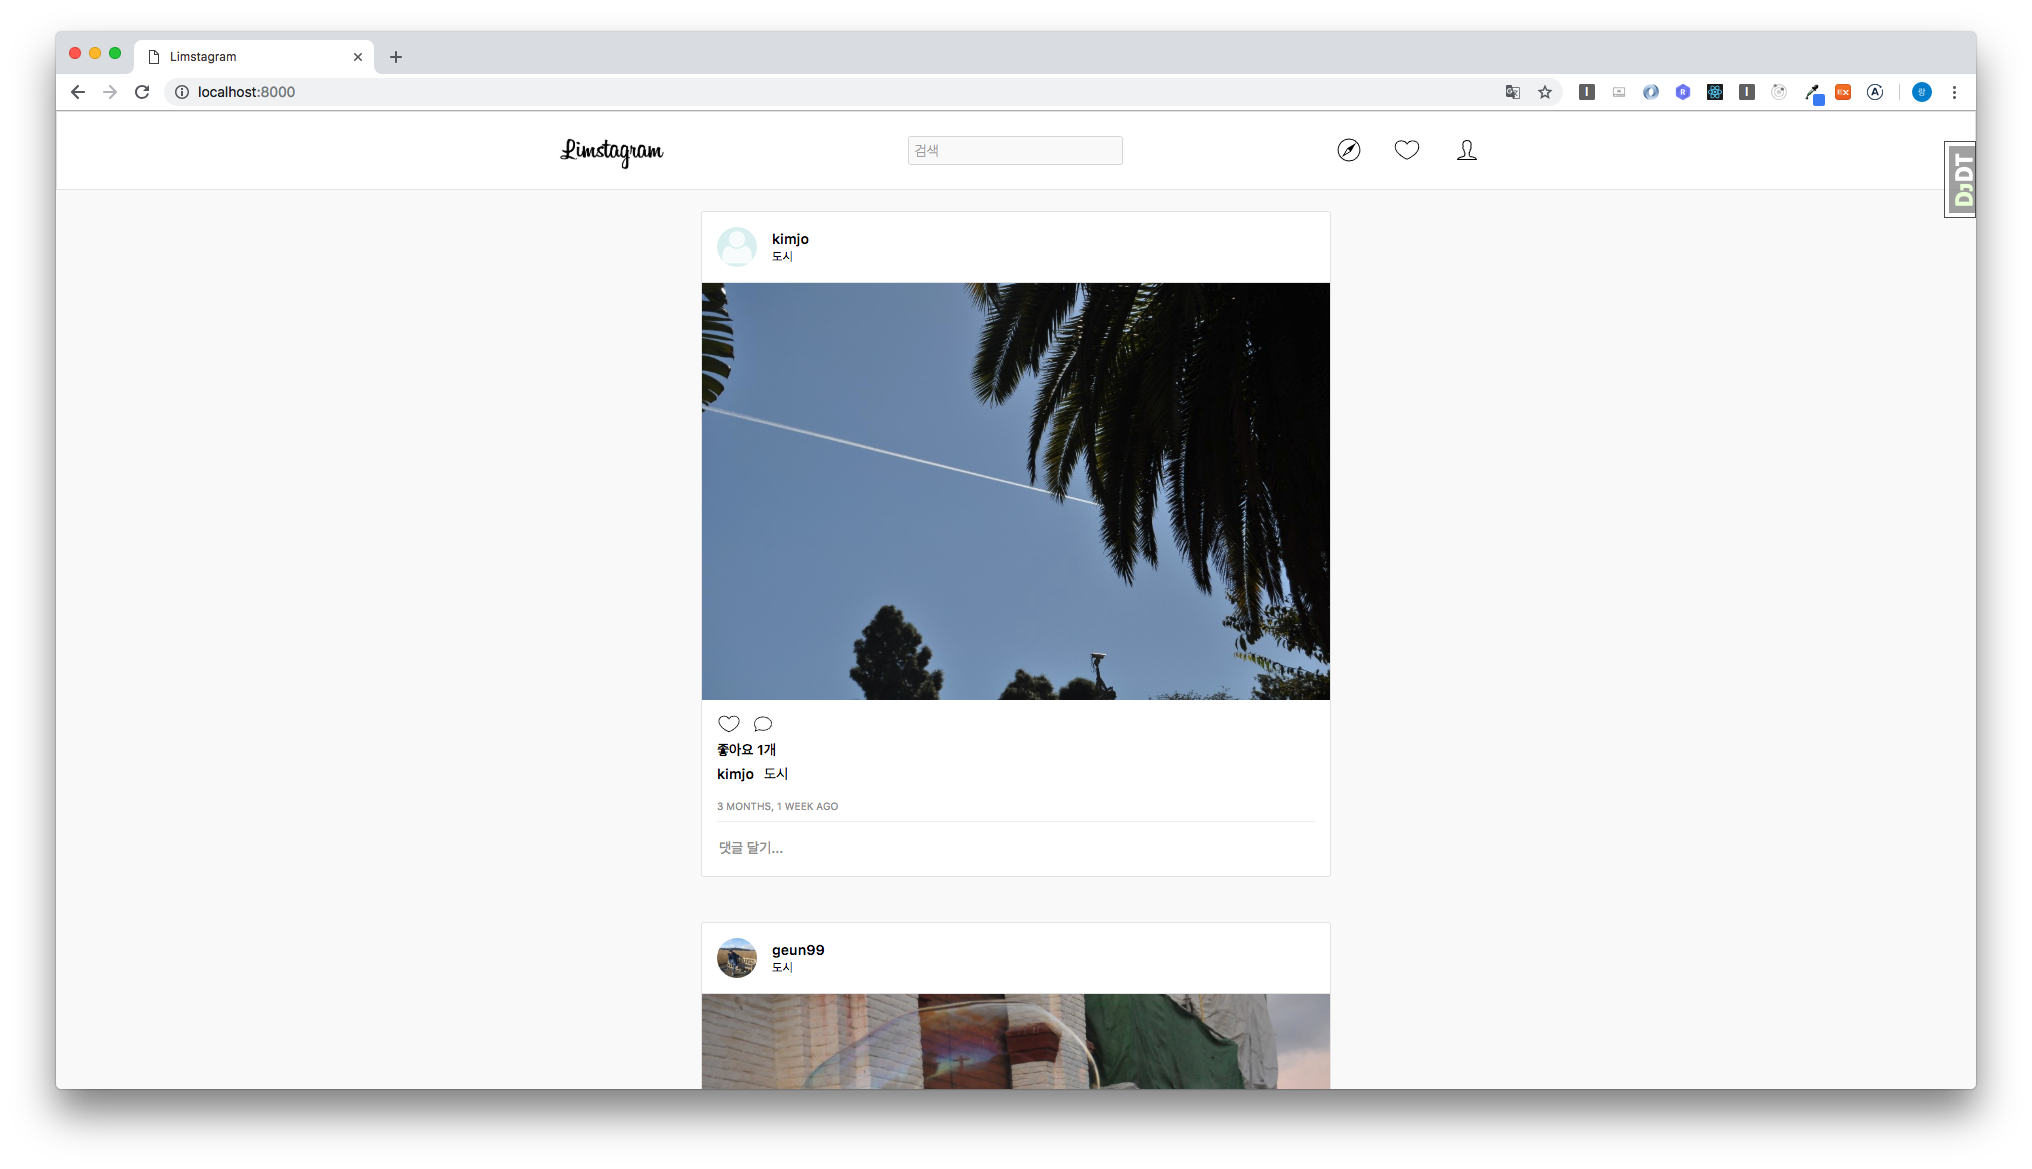 Limstagram
localhost:8000
랑
Limstagram
검색
DJDT
kimjo
도시
좋아요 1개
kimjo 도시
3 MONTHS, 1 WEEK AGO
댓글 달기...
geun99
도시